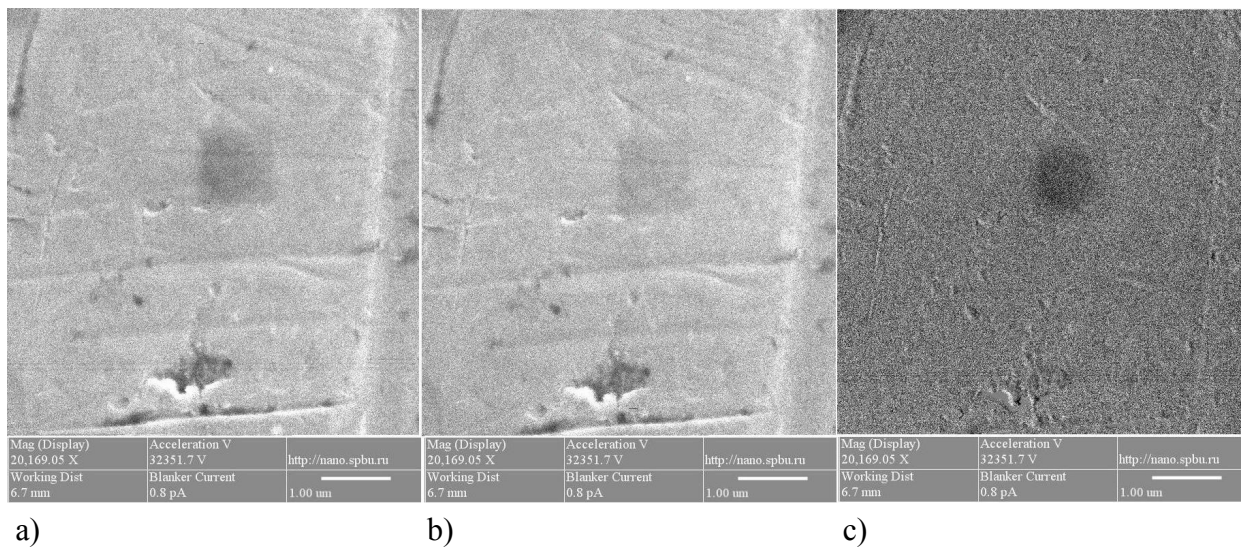 Mag (Display) Acceleration V
20,169.05 X 32351.7 V http://nano.spbu.ru
Working Dist Blanker Current
6.7 mm 0.8 pA 1.00 um
Mag (Display) Acceleration V
20,169.05 X 32351.7 V http://nano.spbu.ru
Working Dist Blanker Current
6.7 mm 0.8 pA 1.00 um
Mag (Display) Acceleration V
20,169.05 X 32351.7 V http://nano.spbu.ru
Working Dist Blanker Current
6.7 mm 0.8 pA 1.00 um
a) b) c)